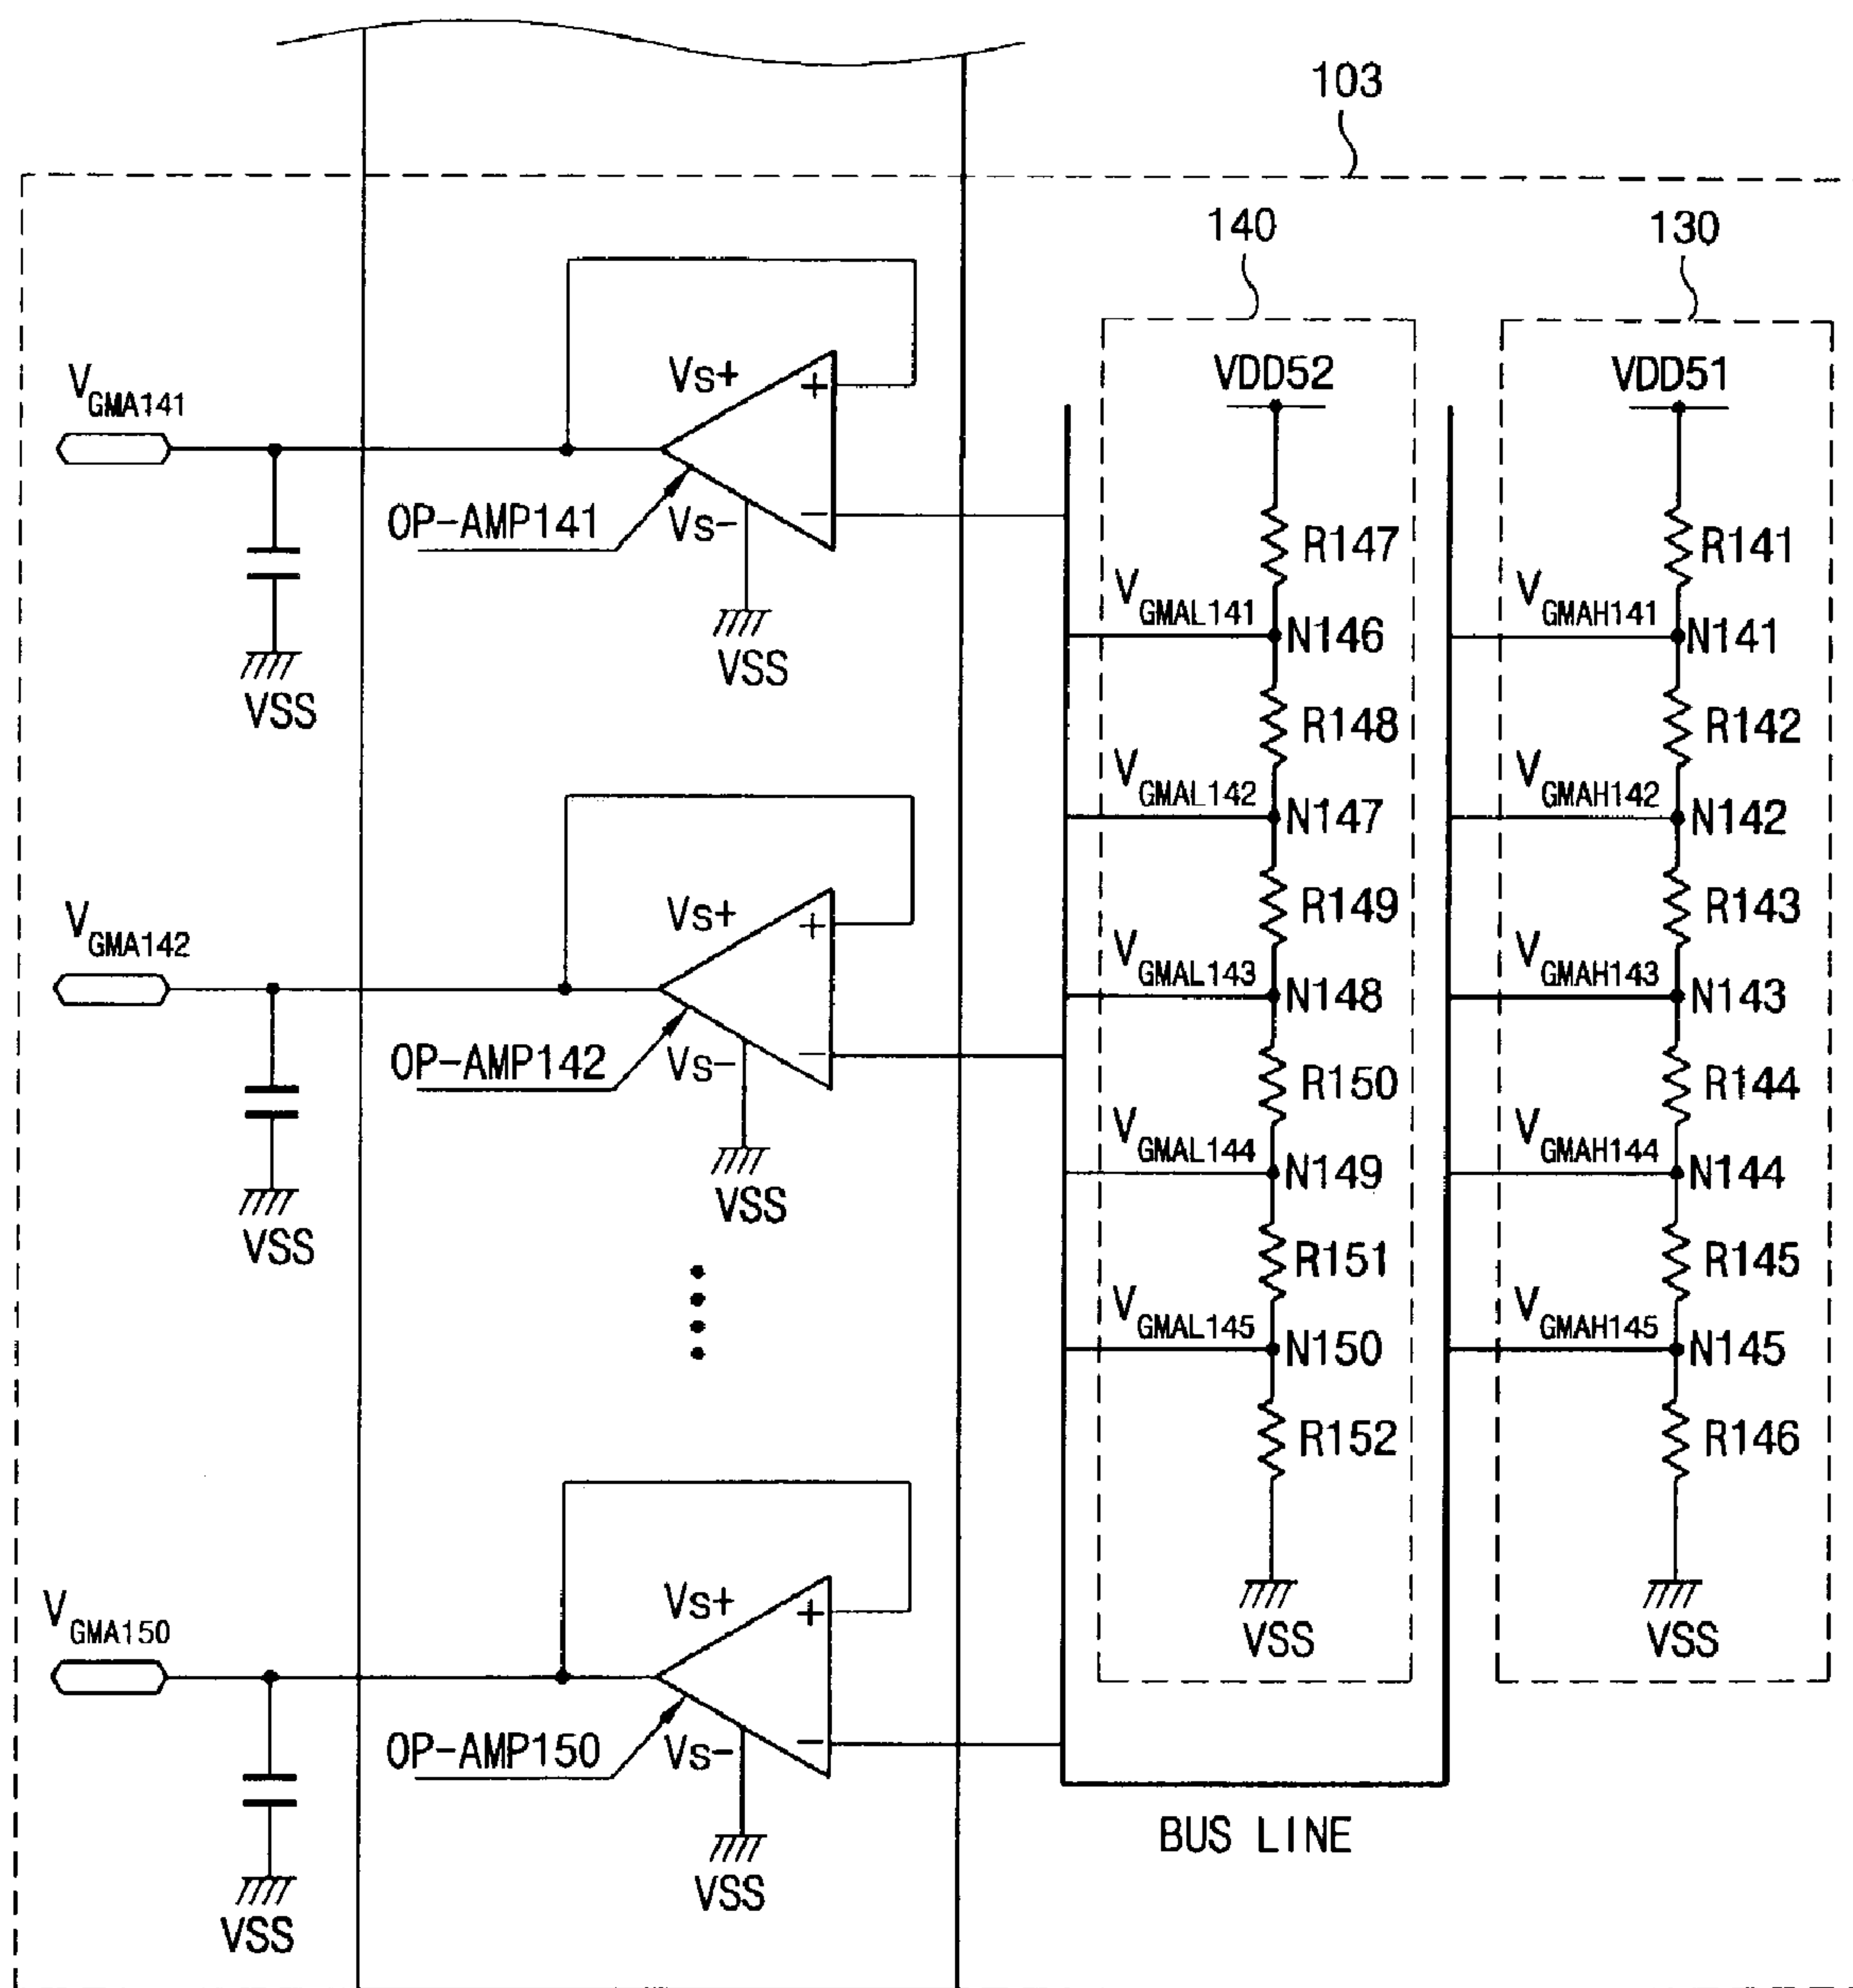 103
140
130
VDD52
VDD51
VGMA141
Vs+
+
OP-AMP141
Vs-
−
VSS
VSS
R147
R141
VGMAL141
N146
VGMAH141
N141
R148
R142
VGMAL142
N147
VGMAH142
N142
VGMA142
Vs+
+
R149
R143
VGMAL143
N148
VGMAH143
N143
OP-AMP142
Vs-
−
R150
R144
VGMAL144
N149
VGMAH144
N144
VSS
VSS
R151
R145
VGMAL145
N150
VGMAH145
N145
R152
R146
VGMA150
Vs+
+
VSS
VSS
OP-AMP150
Vs-
−
BUS LINE
VSS
VSS